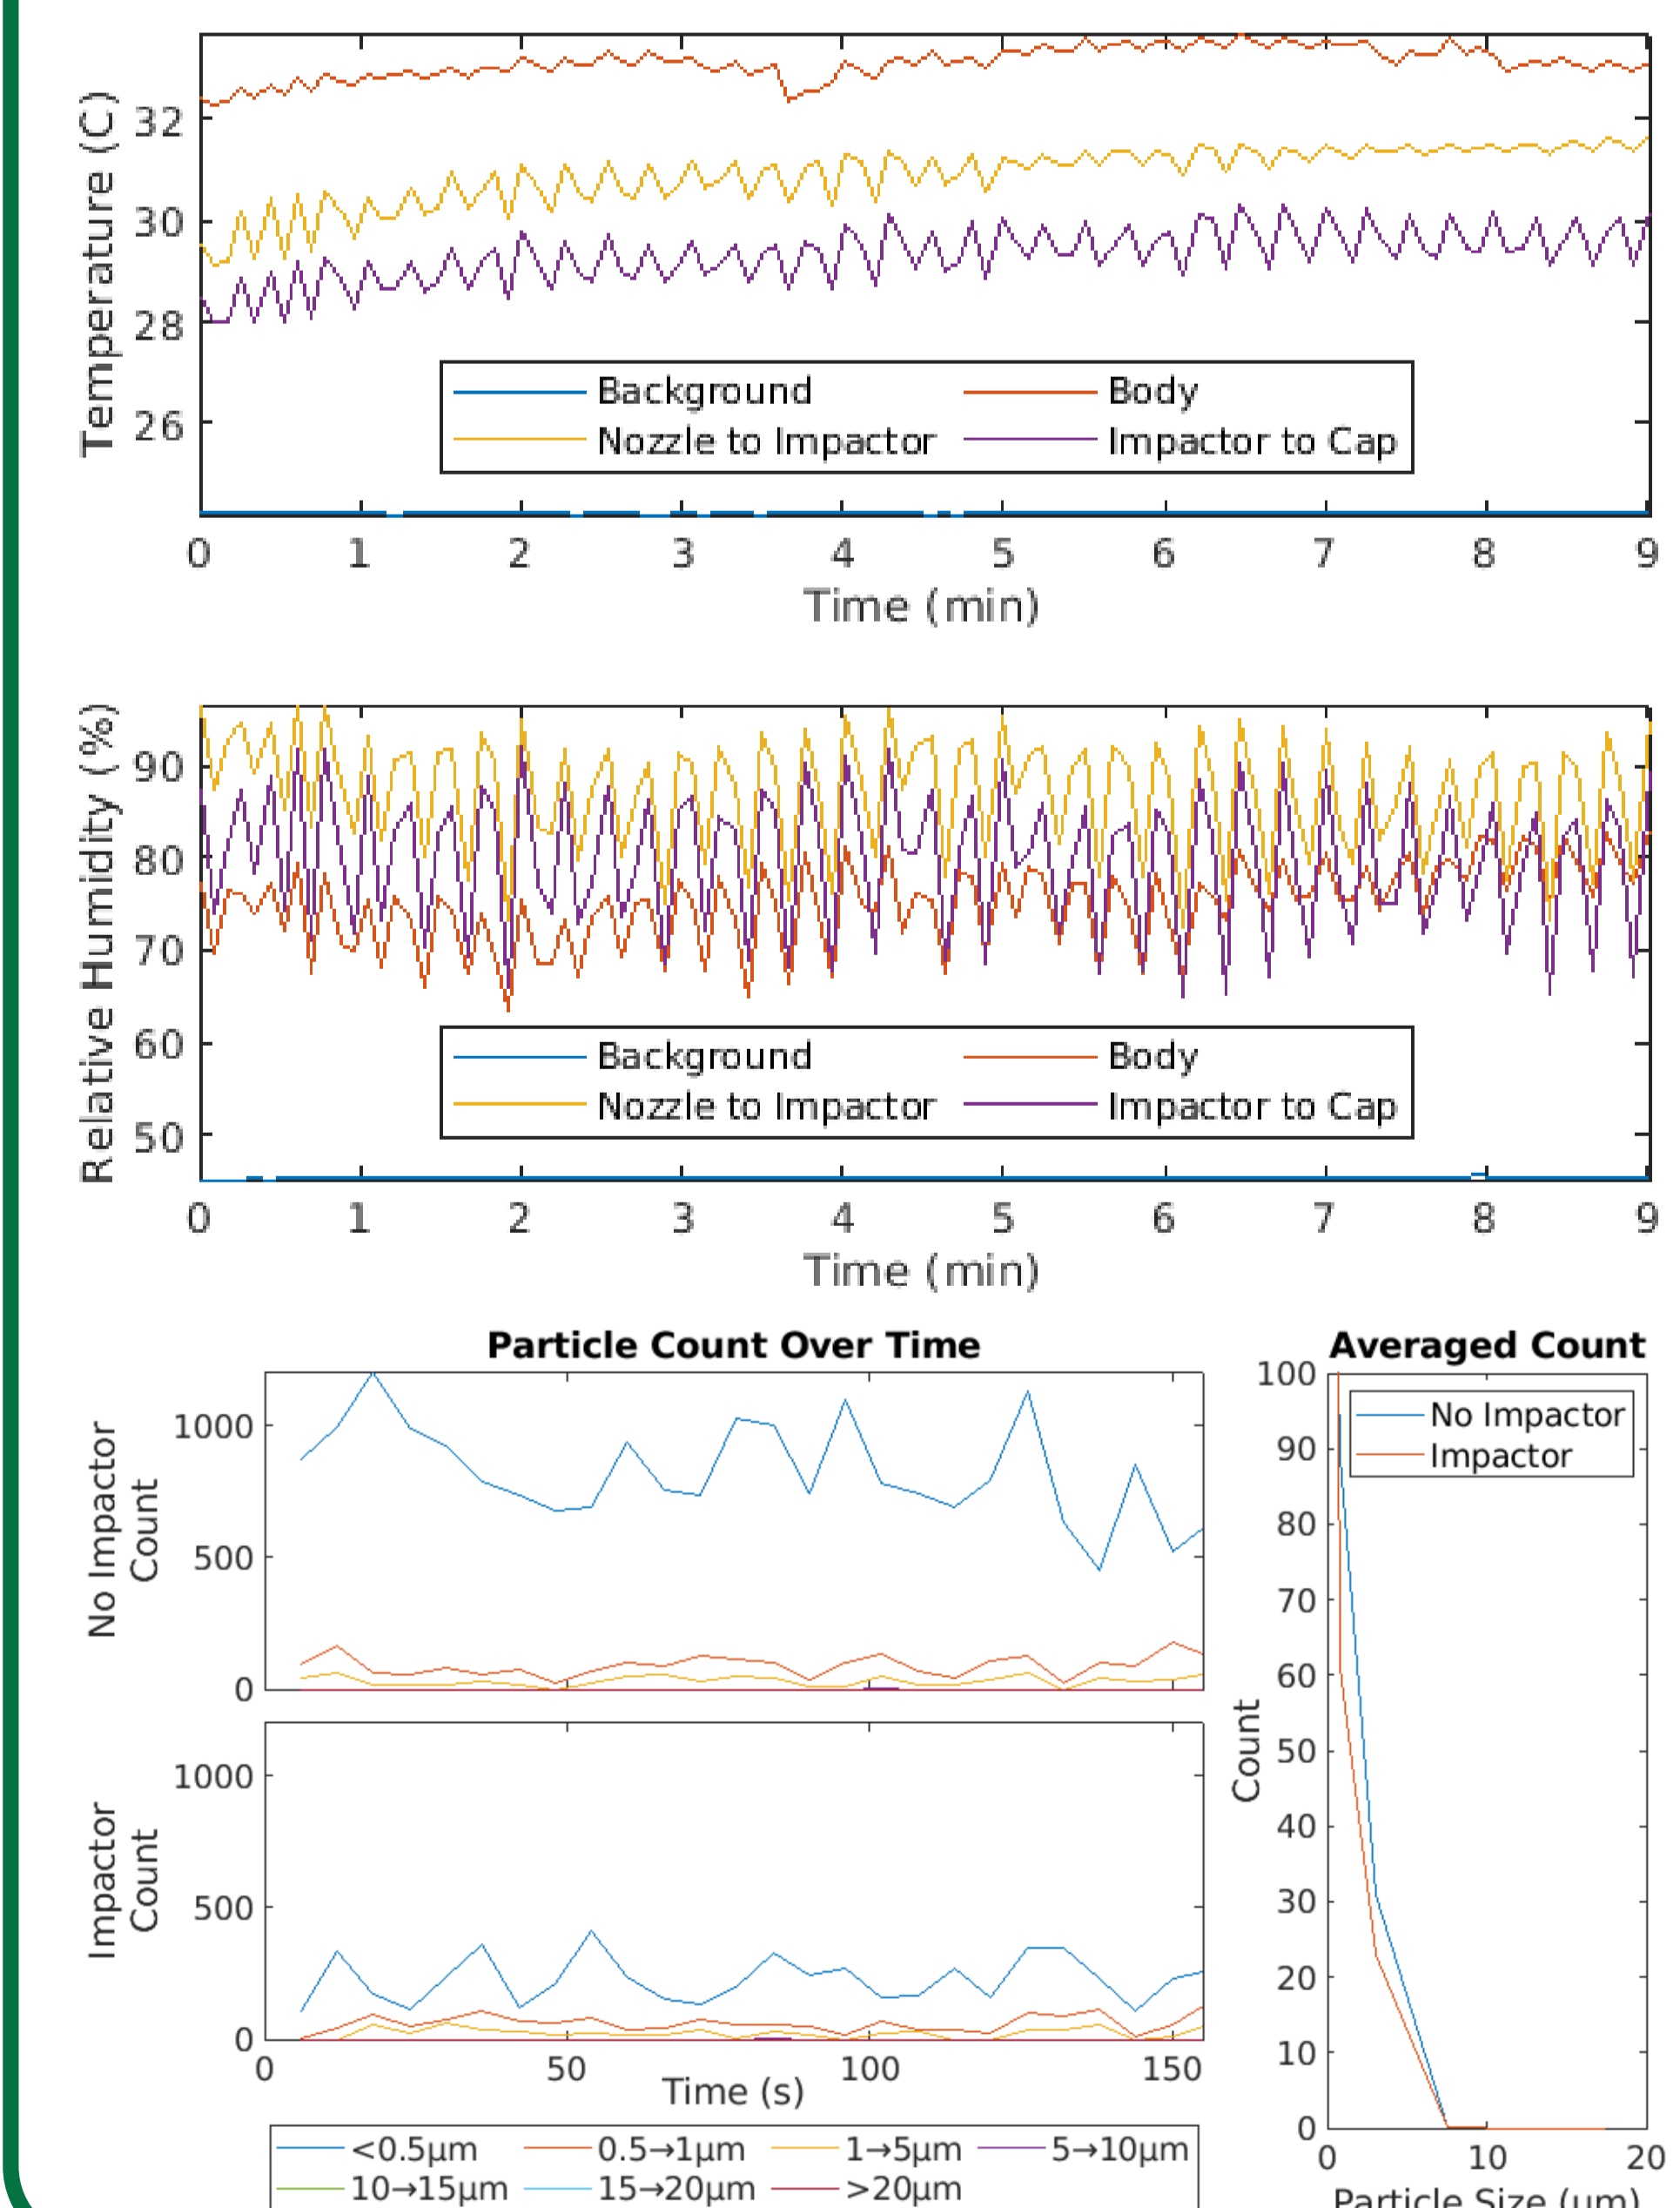 Temperature (C)
32
30
28
26
Background
Body
Nozzle to Impactor
Impactor to Cap
0 1 2 3 4 5 6 7 8 9
Time (min)
Relative Humidity (%)
90
80
70
60
50
Background
Body
Nozzle to Impactor
Impactor to Cap
0 1 2 3 4 5 6 7 8 9
Time (min)
Particle Count Over Time
No Impactor
Count
1000
500
0
Impactor
Count
1000
500
0
0 50 100 150
Time (s)
<0.5µm 0.5→1µm 1→5µm 5→10µm
10→15µm 15→20µm >20µm
Averaged Count
No Impactor
Impactor
Count
100
90
80
70
60
50
40
30
20
10
0
0 10 20
Particle Size (µm)